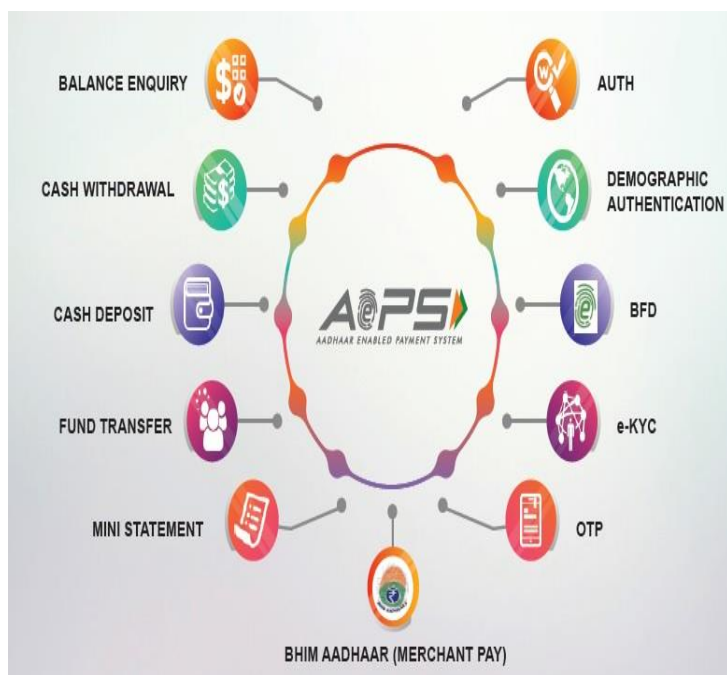 BALANCE ENQUIRY
AUTH
CASH WITHDRAWAL
DEMOGRAPHIC
AUTHENTICATION
CASH DEPOSIT
AePS
AADHAAR ENABLED PAYMENT SYSTEM
BFD
FUND TRANSFER
e-KYC
MINI STATEMENT
OTP
BHIM AADHAAR (MERCHANT PAY)